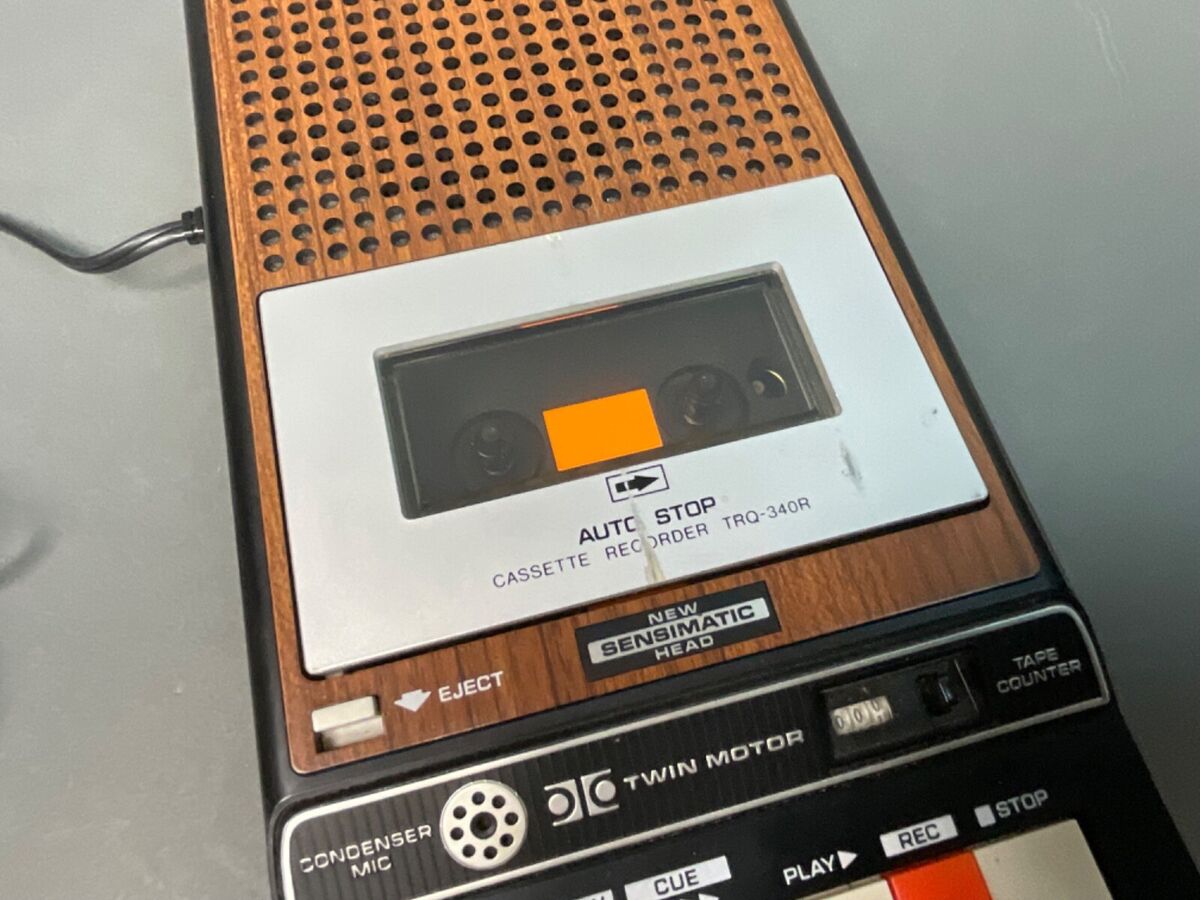 AUTO STOP
CASSETTE RECORDER TRQ-340R
NEW
SENSIMATIC
HEAD
EJECT
TAPE
COUNTER
000
TWIN MOTOR
CONDENSER
MIC
STOP
REC
PLAY
CUE